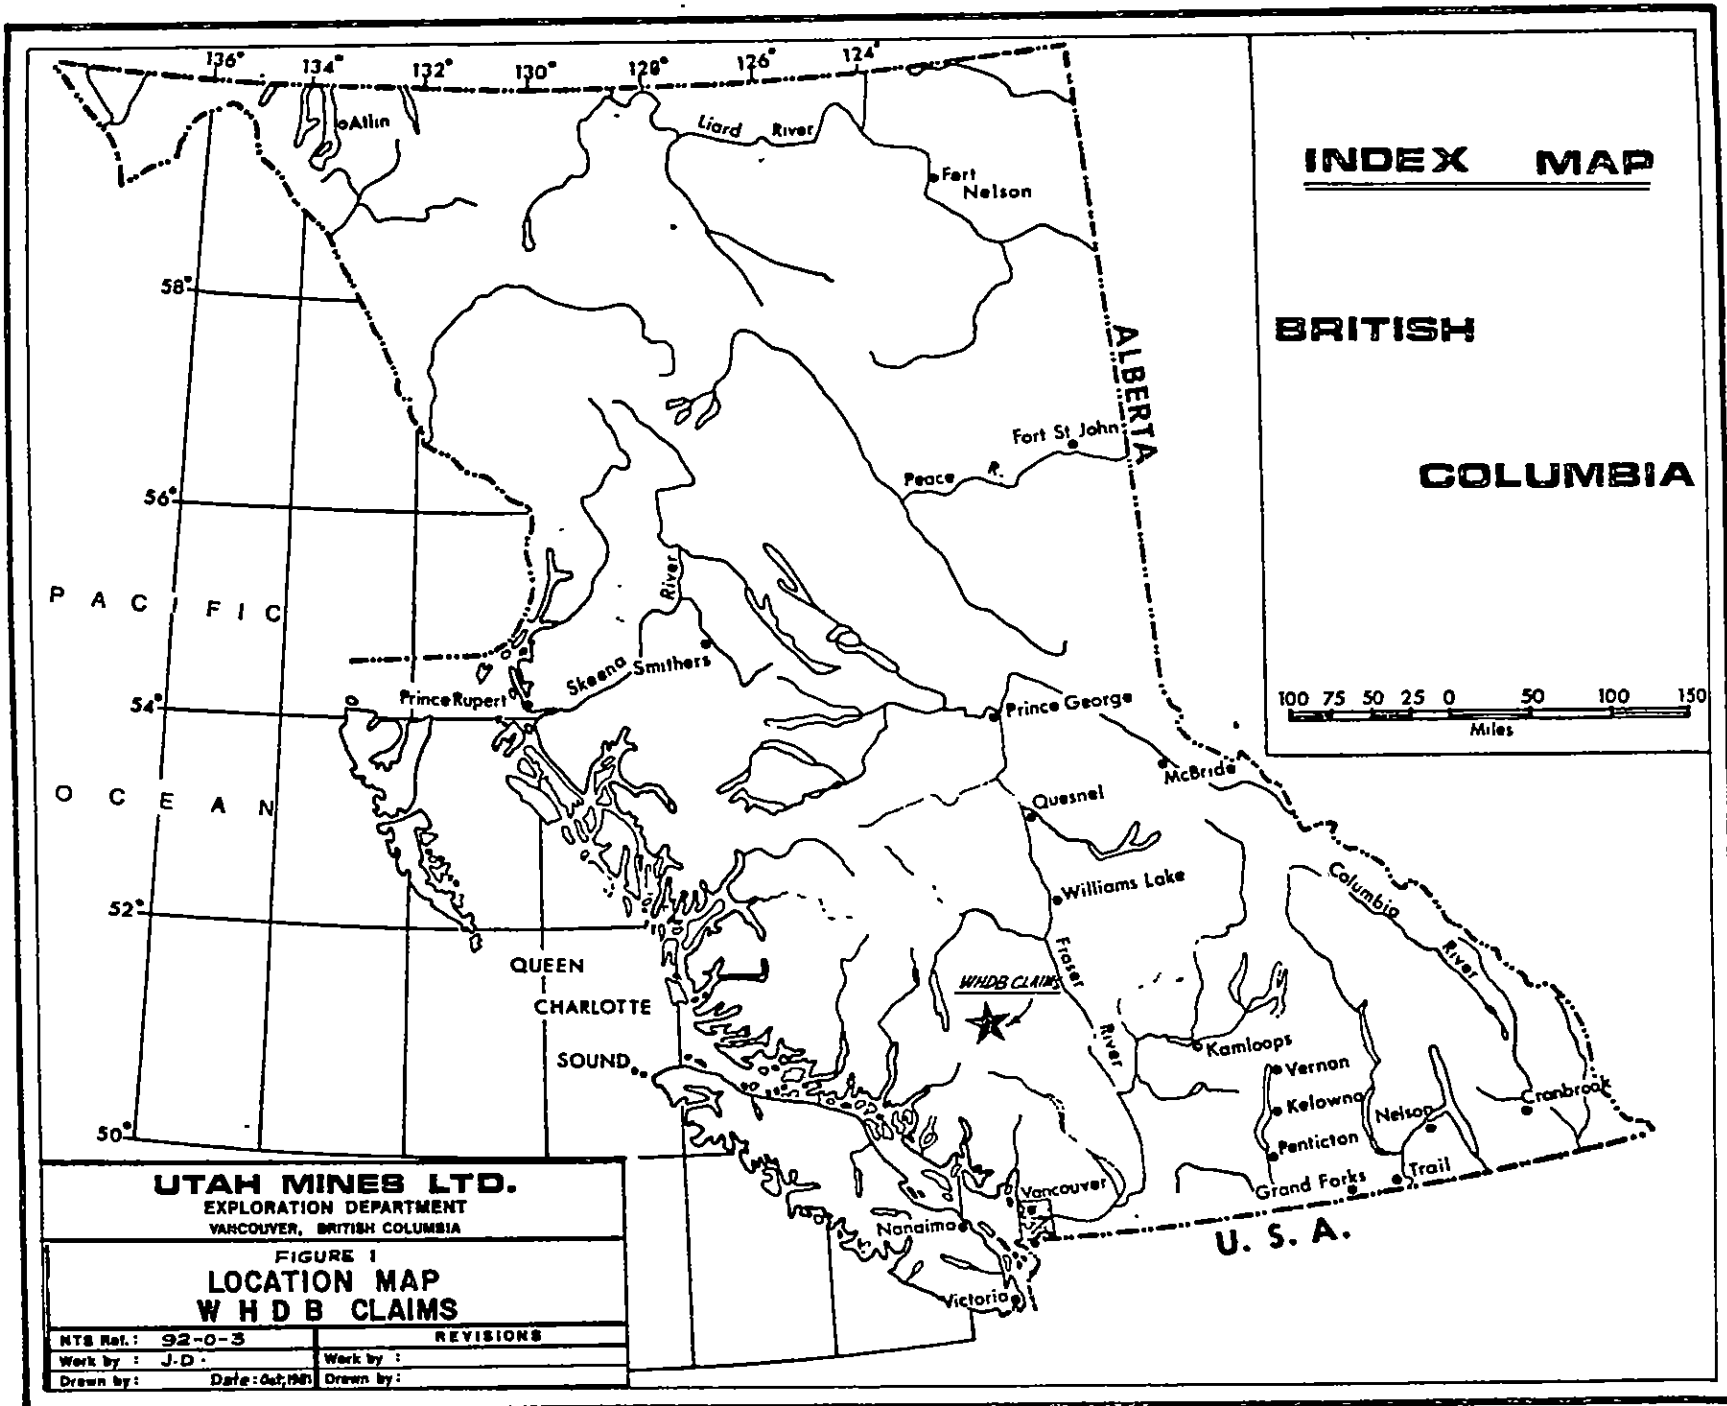 136° 134° 132° 130° 128° 126° 124°
Atlin
Liard River
Fort
Nelson
INDEX MAP
58°
BRITISH
ALBERTA
Fort St John
COLUMBIA
Peace R.
56°
PACIFIC
River
Skeena
Smithers
Prince Rupert
54°
Prince George
100 75 50 25 0 50 100 150
Miles
McBride
OCEAN
Quesnel
Williams Lake
Columbia
River
52°
QUEEN
CHARLOTTE
SOUND
Fraser
River
WHDB CLAIMS
Kamloops
Vernon
Kelowna
Nelson
Cranbrook
Penticton
50°
Grand Forks
Trail
Vancouver
Nanaimo
U. S. A.
Victoria
UTAH MINES LTD.
EXPLORATION DEPARTMENT
VANCOUVER, BRITISH COLUMBIA
FIGURE 1
LOCATION MAP
W H D B CLAIMS
NTS Ref.: 92-O-3 REVISIONS
Work by : J.D. Work by :
Drawn by: Date: Oct, 1981 Drawn by: